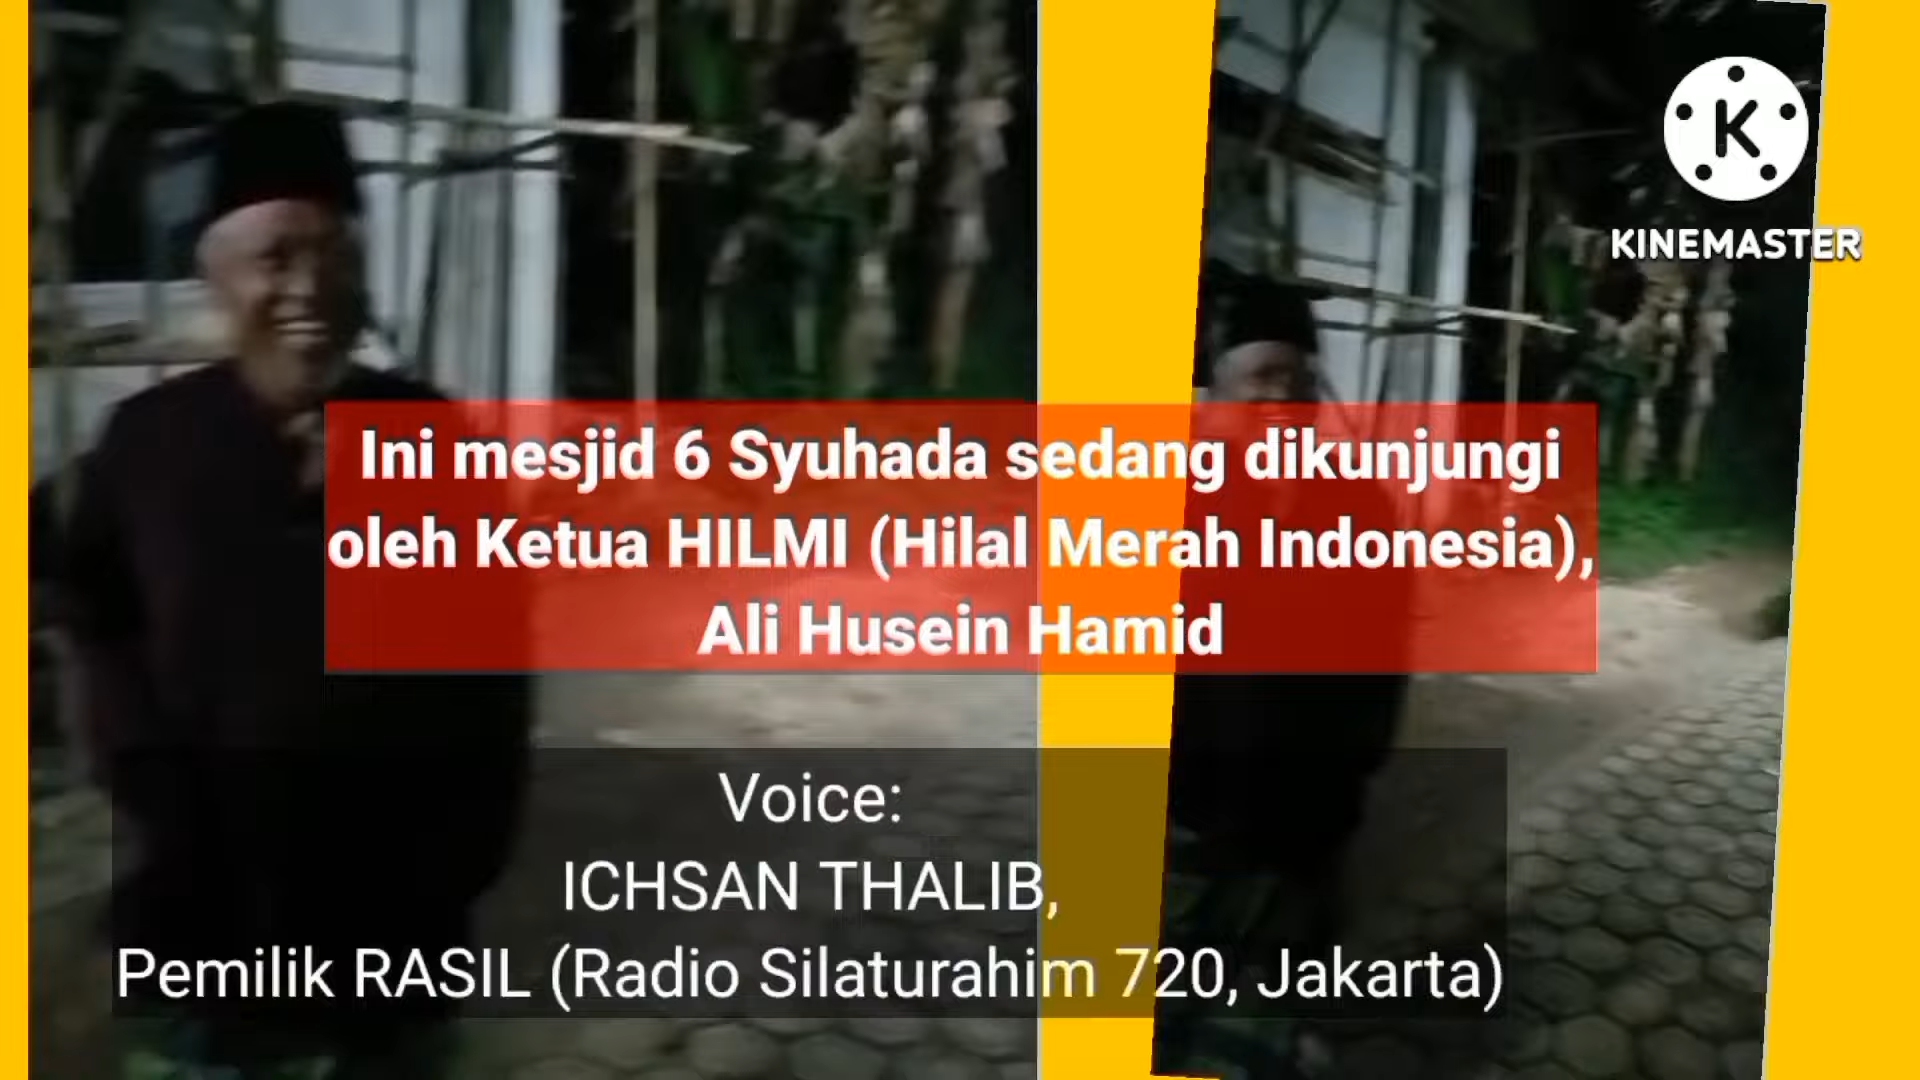 K
KINEMASTER
Ini mesjid 6 Syuhada sedang dikunjungi
oleh Ketua HILMI (Hilal Merah Indonesia),
Ali Husein Hamid
Voice:
ICHSAN THALIB,
Pemilik RASIL (Radio Silaturahim 720, Jakarta)